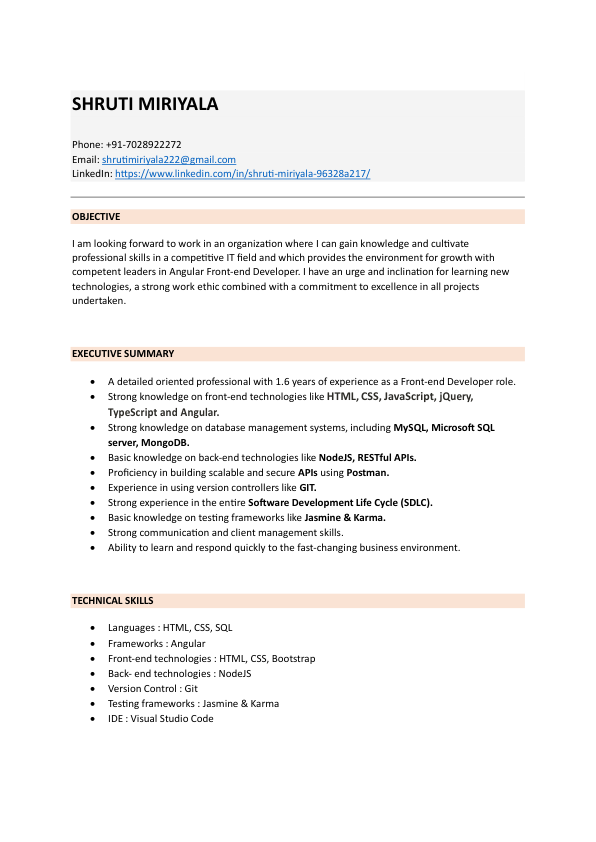 SHRUTI MIRIYALA
Phone: +91-7028922272
Email: shrutimiriyala222@gmail.com
LinkedIn: https://www.linkedin.com/in/shruti-miriyala-96328a217/
OBJECTIVE
I am looking forward to work in an organization where I can gain knowledge and cultivate
professional skills in a competitive IT field and which provides the environment for growth with
competent leaders in Angular Front-end Developer. I have an urge and inclination for learning new
technologies, a strong work ethic combined with a commitment to excellence in all projects
undertaken.
EXECUTIVE SUMMARY
• A detailed oriented professional with 1.6 years of experience as a Front-end Developer role.
• Strong knowledge on front-end technologies like HTML, CSS, JavaScript, jQuery,
TypeScript and Angular.
• Strong knowledge on database management systems, including MySQL, Microsoft SQL
server, MongoDB.
• Basic knowledge on back-end technologies like NodeJS, RESTful APIs.
• Proficiency in building scalable and secure APIs using Postman.
• Experience in using version controllers like GIT.
• Strong experience in the entire Software Development Life Cycle (SDLC).
• Basic knowledge on testing frameworks like Jasmine & Karma.
• Strong communication and client management skills.
• Ability to learn and respond quickly to the fast-changing business environment.
TECHNICAL SKILLS
• Languages : HTML, CSS, SQL
• Frameworks : Angular
• Front-end technologies : HTML, CSS, Bootstrap
• Back- end technologies : NodeJS
• Version Control : Git
• Testing frameworks : Jasmine & Karma
• IDE : Visual Studio Code